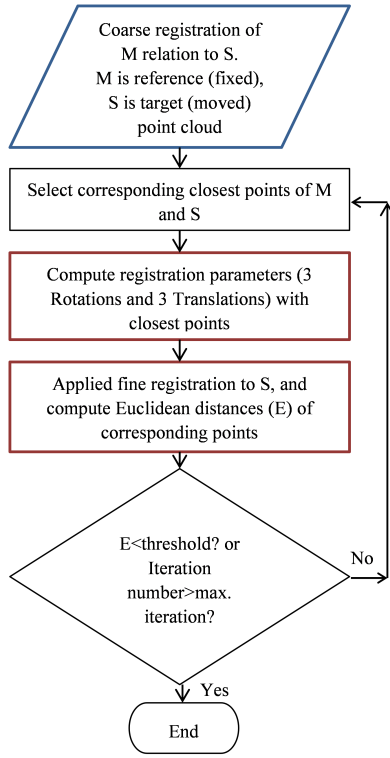 Coarse registration of
M relation to S.
M is reference (fixed),
S is target (moved)
point cloud
Select corresponding closest points of M
and S
Compute registration parameters (3
Rotations and 3 Translations) with
closest points
Applied fine registration to S, and
compute Euclidean distances (E) of
corresponding points
E<threshold? or
Iteration
number>max.
iteration?
No
Yes
End